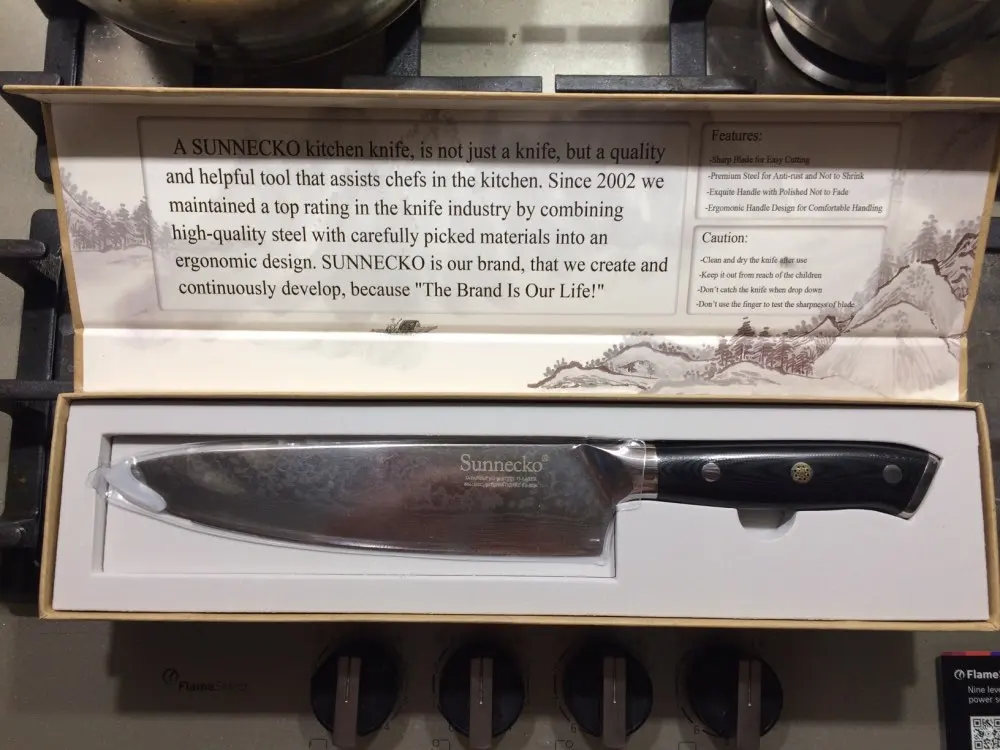 A SUNNECKO kitchen knife, is not just a knife, but a quality
and helpful tool that assists chefs in the kitchen. Since 2002 we
maintained a top rating in the knife industry by combining
high-quality steel with carefully picked materials into an
ergonomic design. SUNNECKO is our brand, that we create and
continuously develop, because "The Brand Is Our Life!"
Features:
-Sharp Blade for Easy Cutting
-Premium Steel for Anti-rust and Not to Shrink
-Exquite Handle with Polished Not to Fade
-Ergonomic Handle Design for Comfortable Handling
Caution:
-Clean and dry the knife after use
-Keep it out from reach of the children
-Don't catch the knife when drop down
-Don't use the finger to test the sharpness of blade
Sunnecko®
FlameSelect
Flame
Nine leve
power s